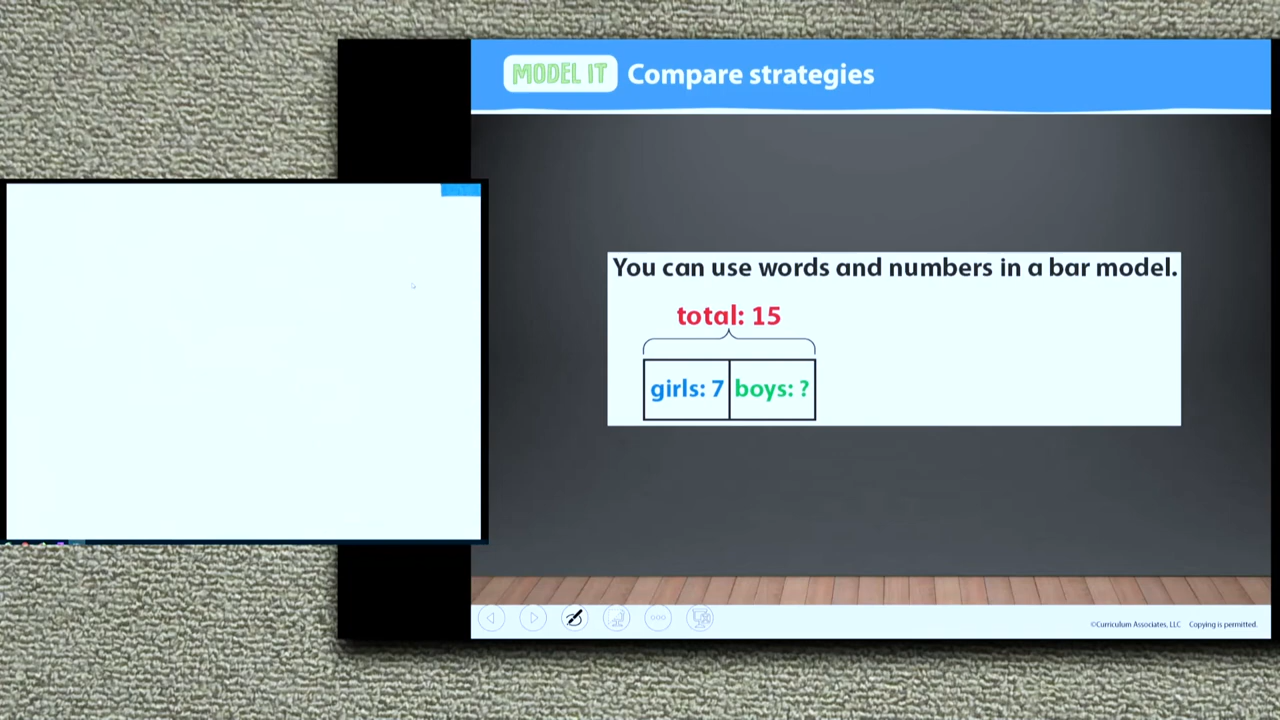 MODEL IT Compare strategies
You can use words and numbers in a bar model.
total: 15
girls: 7 boys: ?
©Curriculum Associates, LLC Copying is permitted.